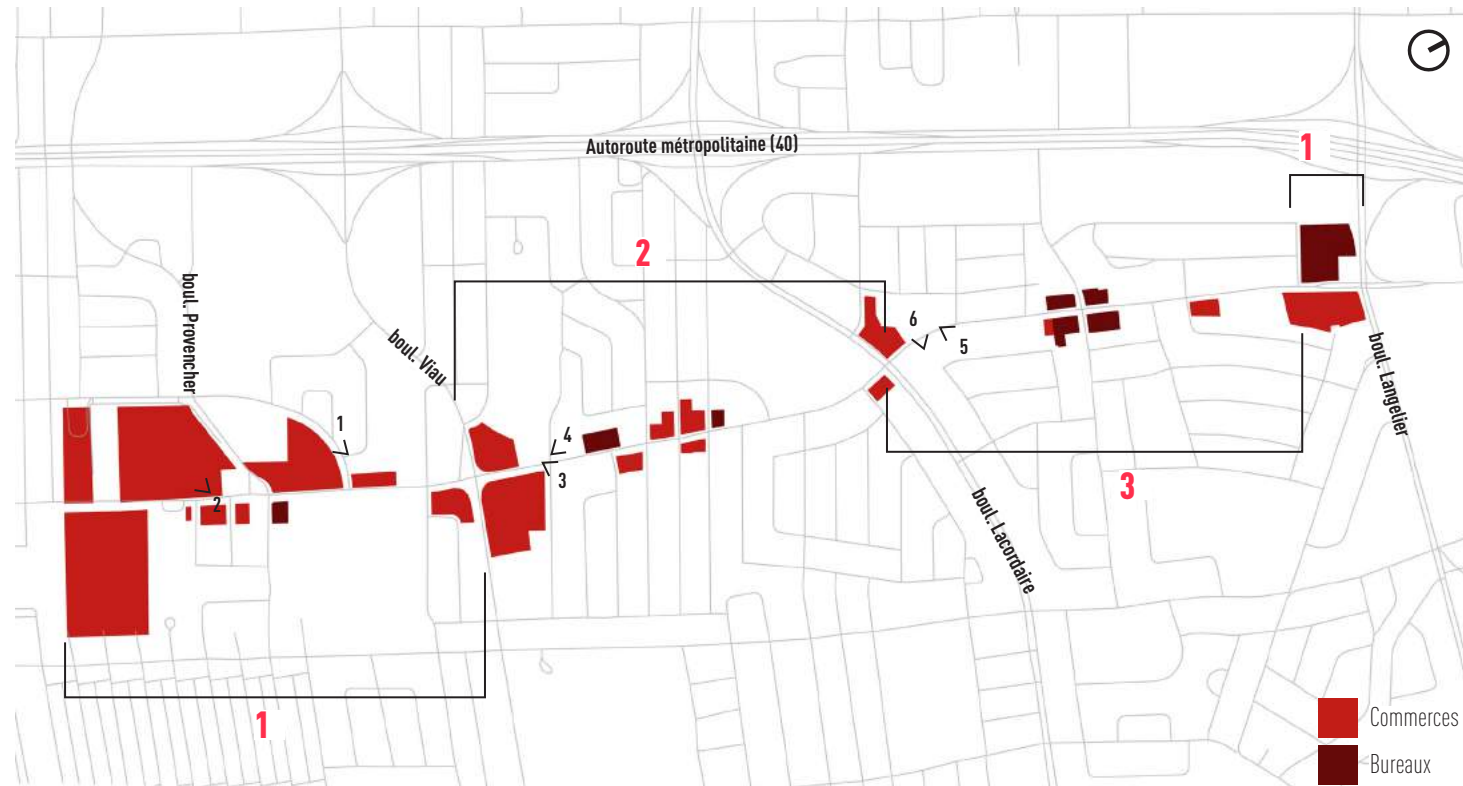 Autoroute métropolitaine (40)
1
2
boul. Provencher
boul. Viau
6
5
boul. Langelier
1
4
3
2
3
boul. Lacordaire
1
Commerces
Bureaux